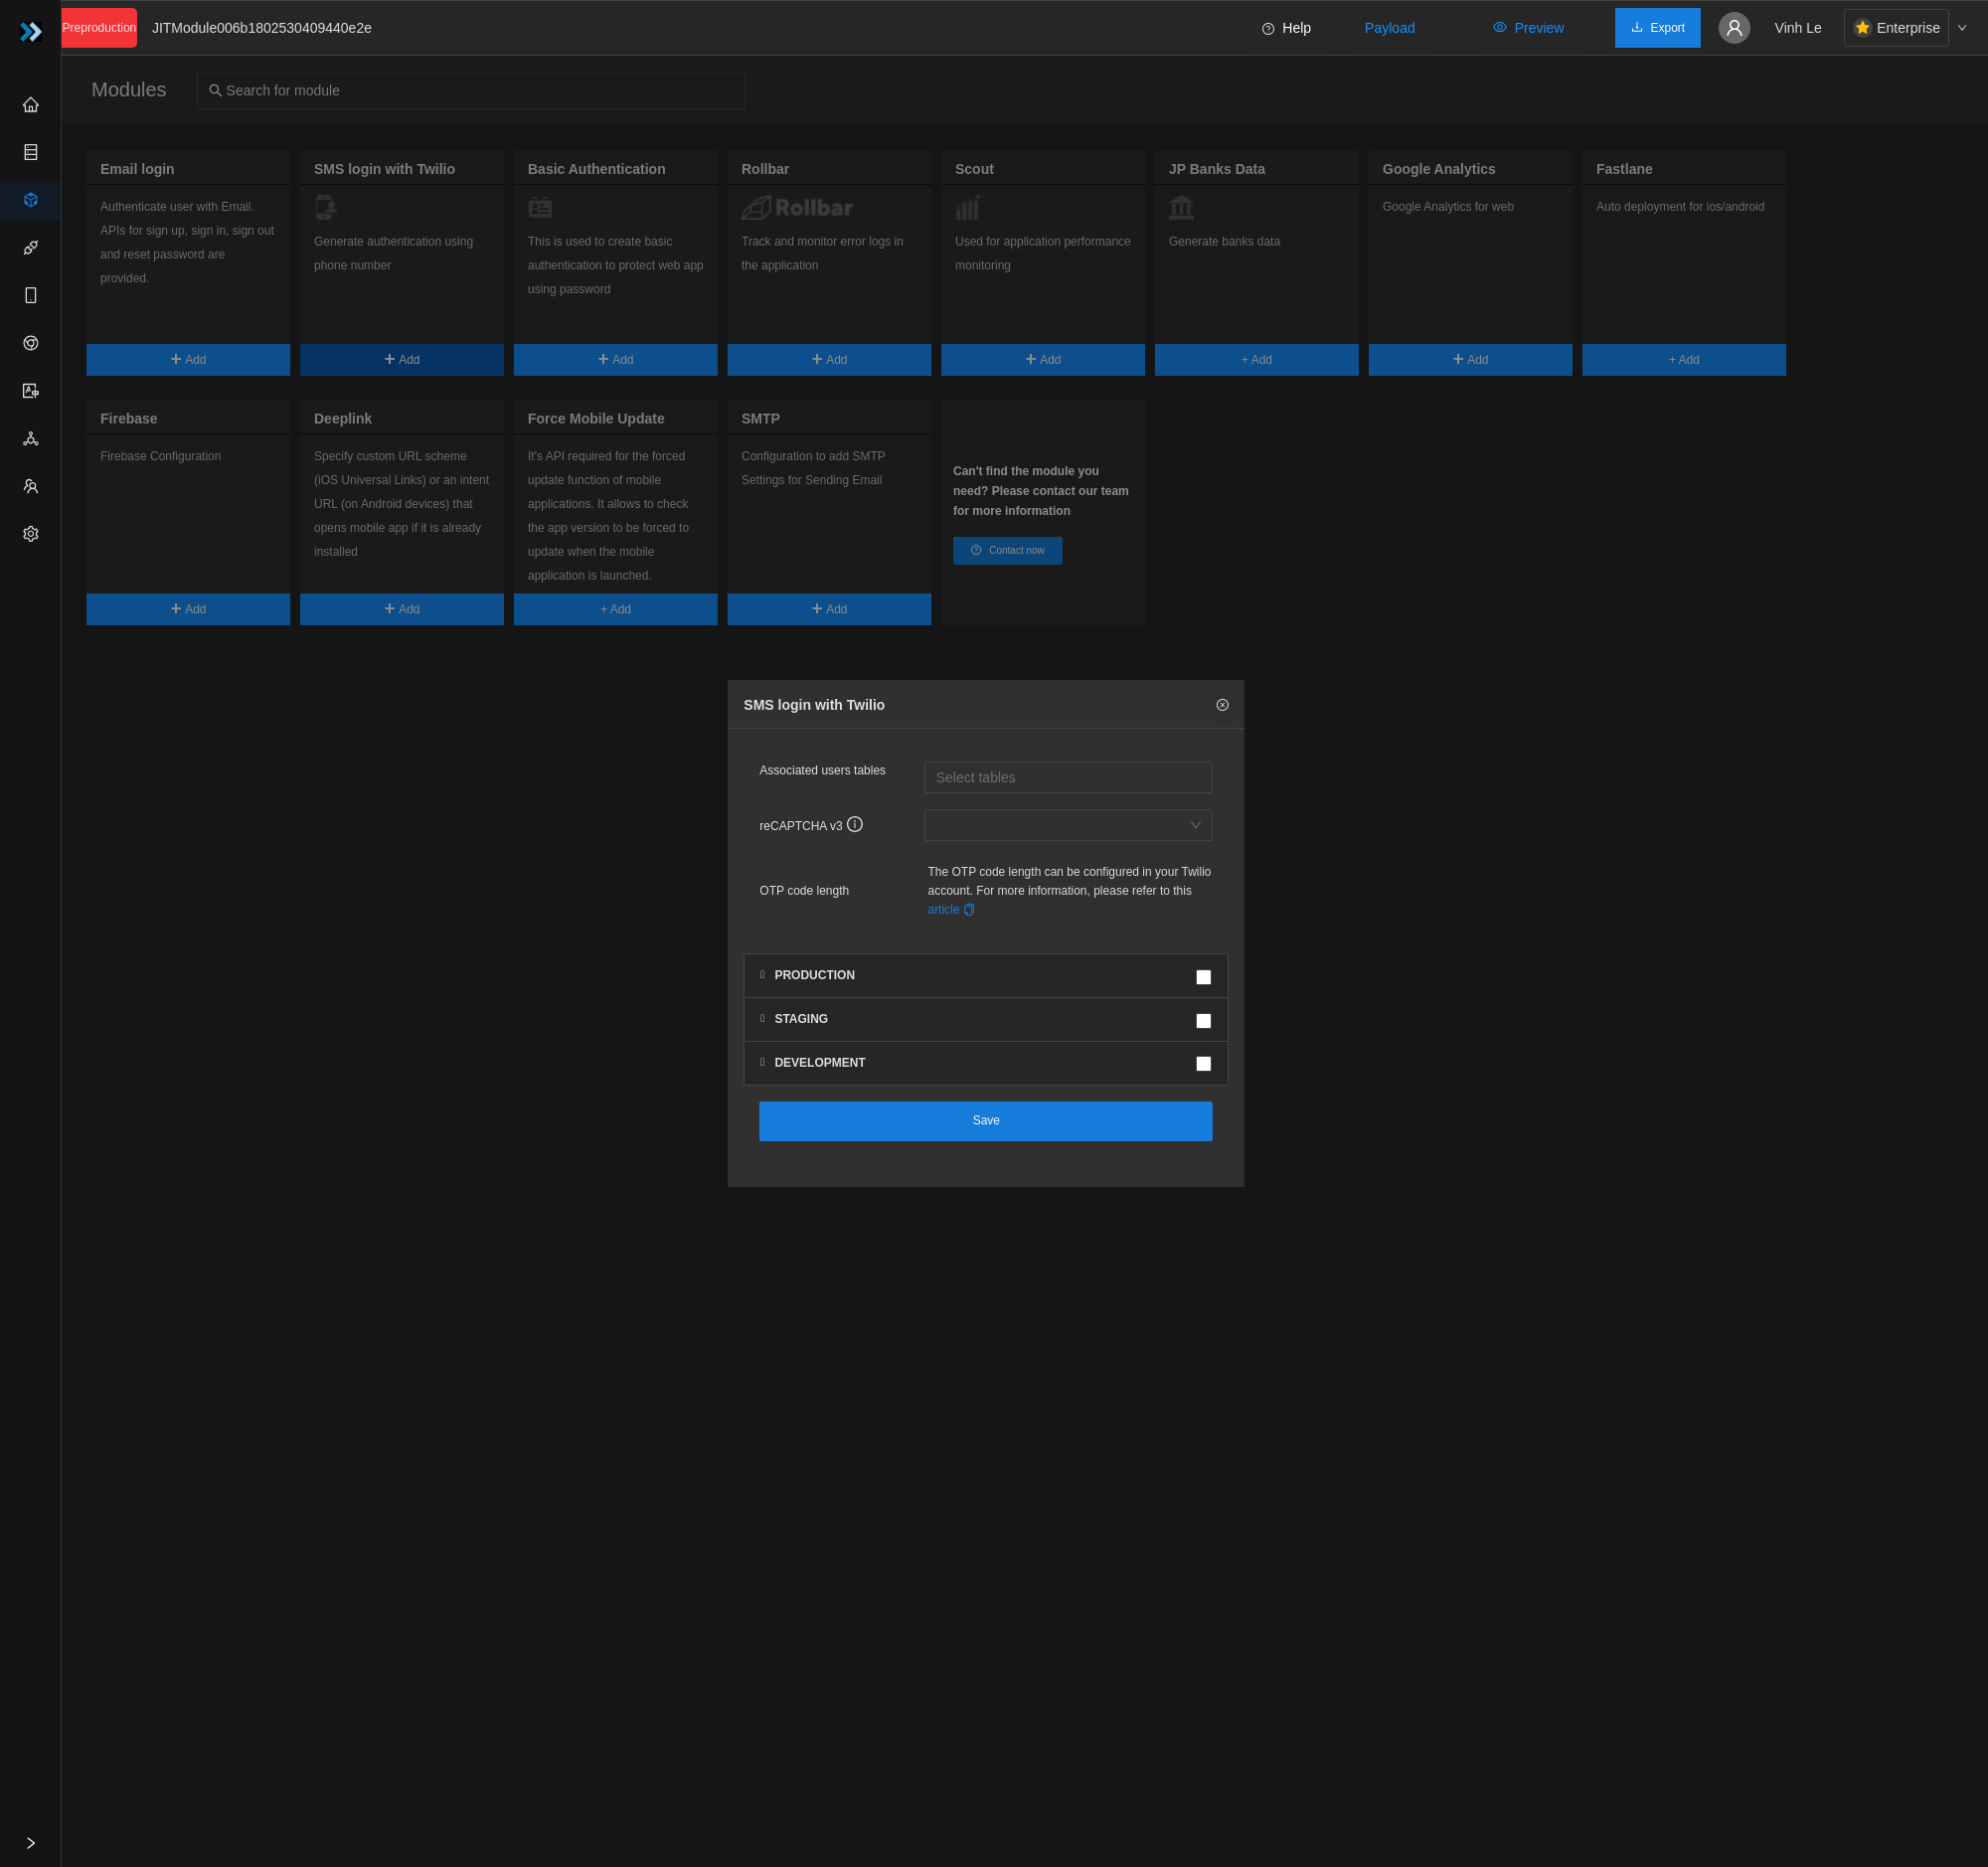 Preproduction
JITModule006b1802530409440e2e
Help
Payload
Preview
Export
Vinh Le
Enterprise
Modules
Search for module
Email login
Authenticate user with Email.
APIs for sign up, sign in, sign out
and reset password are
provided.
Add
SMS login with Twilio
Generate authentication using
phone number
Add
Basic Authentication
This is used to create basic
authentication to protect web app
using password
Add
Rollbar
Rollbar
Track and monitor error logs in
the application
Add
Scout
Used for application performance
monitoring
Add
JP Banks Data
Generate banks data
+ Add
Google Analytics
Google Analytics for web
Add
Fastlane
Auto deployment for ios/android
+ Add
Firebase
Firebase Configuration
Add
Deeplink
Specify custom URL scheme
(iOS Universal Links) or an intent
URL (on Android devices) that
opens mobile app if it is already
installed
Add
Force Mobile Update
It's API required for the forced
update function of mobile
applications. It allows to check
the app version to be forced to
update when the mobile
application is launched.
+ Add
SMTP
Configuration to add SMTP
Settings for Sending Email
Add
Can't find the module you
need? Please contact our team
for more information
Contact now
SMS login with Twilio
Associated users tables
Select tables
reCAPTCHA v3
OTP code length
The OTP code length can be configured in your Twilio
account. For more information, please refer to this
article
PRODUCTION
STAGING
DEVELOPMENT
Save